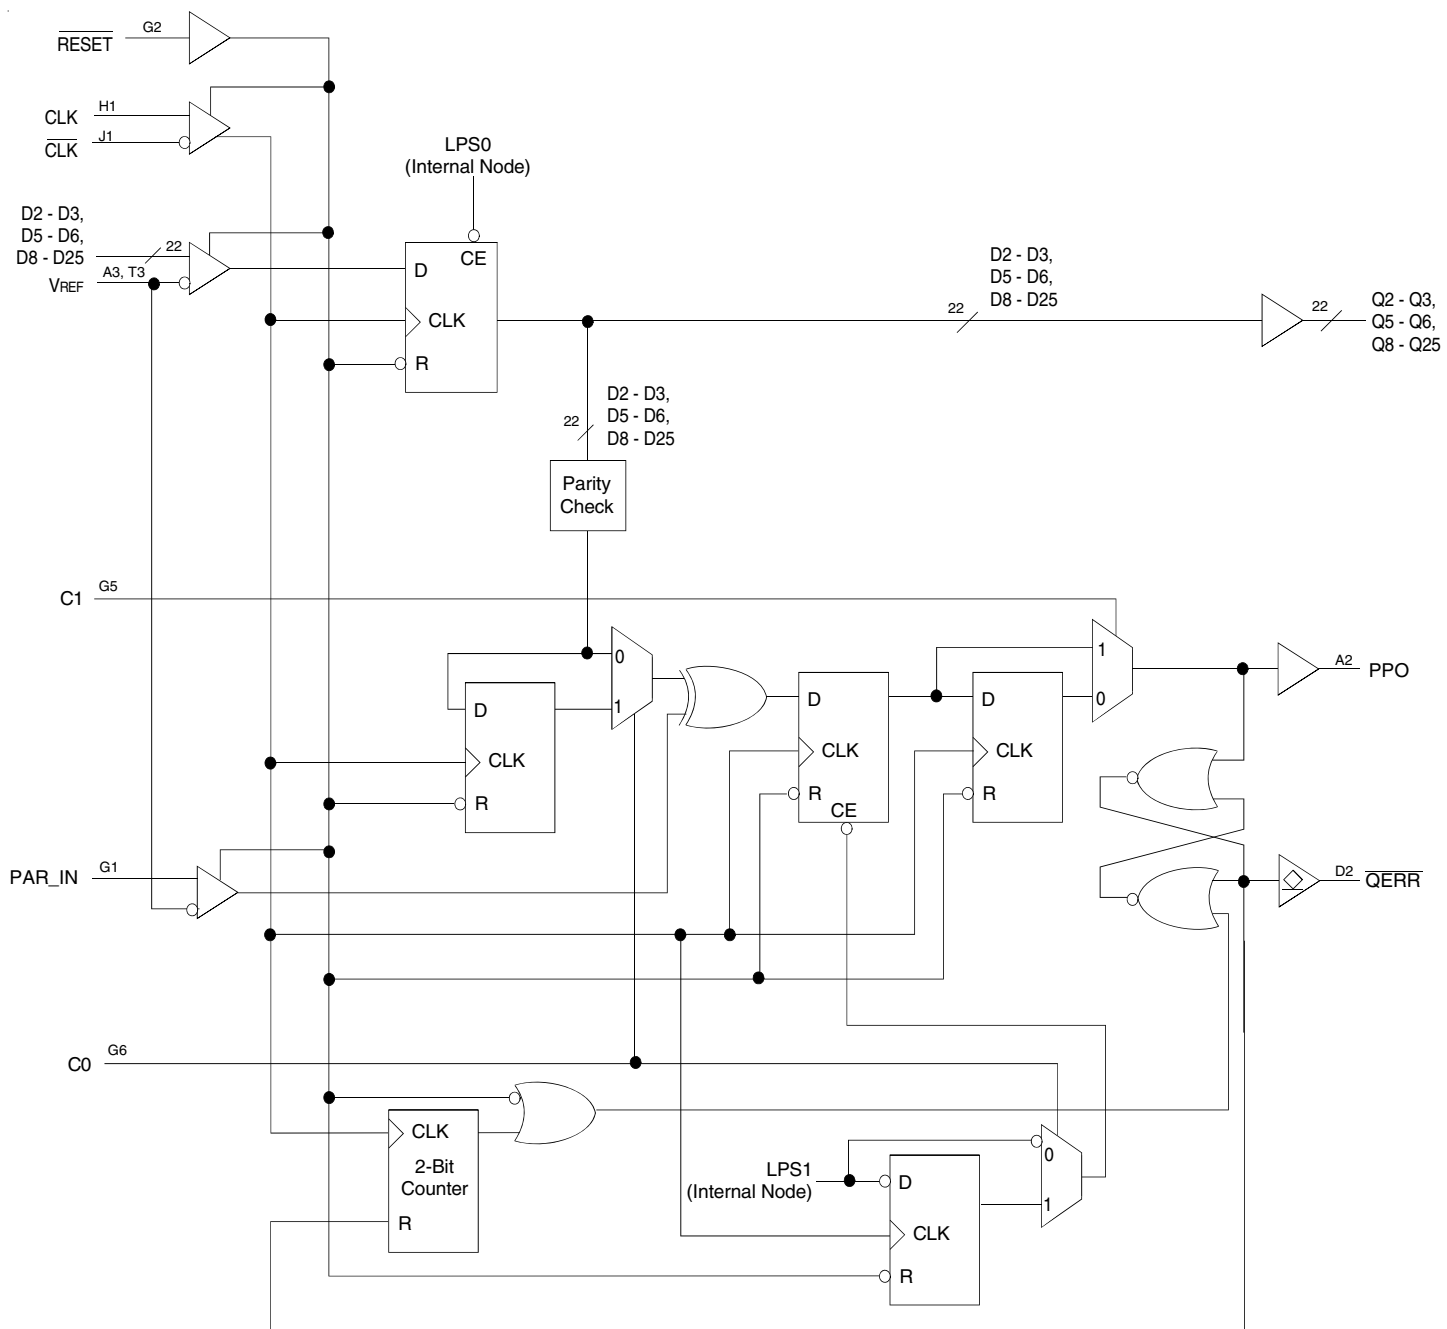 RESET
G2
CLK
H1
CLK
J1
LPS0
(Internal Node)
D2 - D3,
D5 - D6,
D8 - D25
22
VREF
A3, T3
D
CE
CLK
R
D2 - D3,
D5 - D6,
D8 - D25
22
22
Q2 - Q3,
Q5 - Q6,
Q8 - Q25
22
D2 - D3,
D5 - D6,
D8 - D25
Parity
Check
C1
G5
0
1
D
CLK
R
D
CLK
R
CE
D
CLK
R
1
0
A2
PPO
PAR_IN
G1
D2
QERR
C0
G6
CLK
2-Bit
Counter
R
LPS1
(Internal Node)
D
CLK
R
0
1